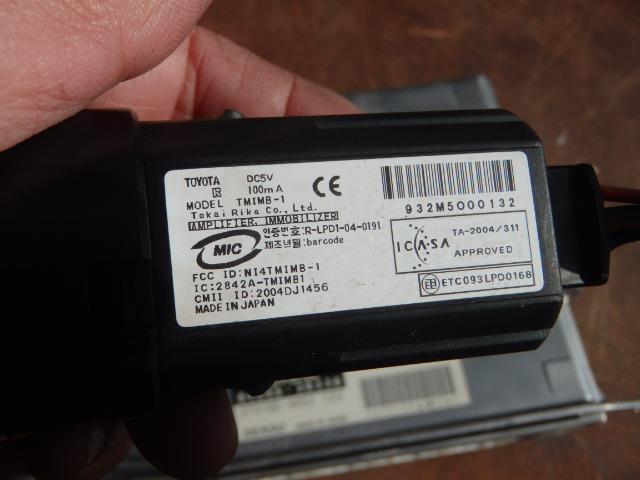 TOYOTA DC5V
R 100mA
MODEL TMIMB-1
Tokai Rika Co., Ltd.
AMPLIFIER, IMMOBILIZER
MIC 인증번호:R-LPD1-04-0191
제조년월:barcode
FCC ID:NI4TMIMB-1
IC:2842A-TMIMB1
CMII ID:2004DJ1456
MADE IN JAPAN
CE
932M5000132
ICASA TA-2004/311
APPROVED
ETC093LPD0168